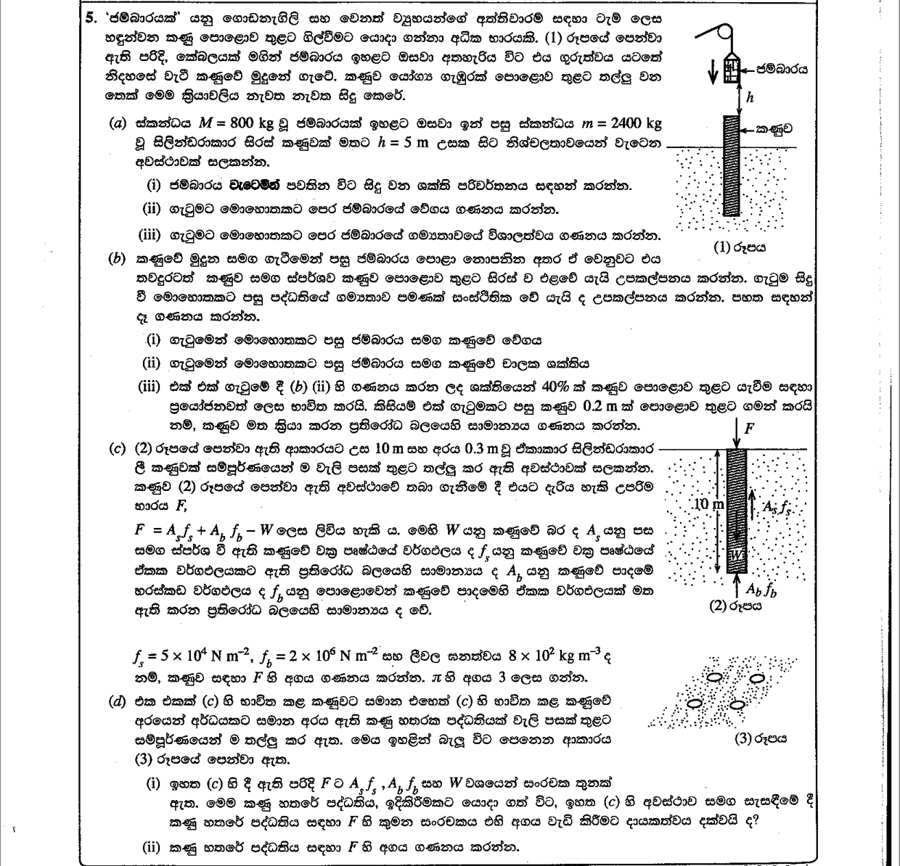 5. 'ජම්බාරයක්' යනු ගොඩනැගිලි සහ වෙනත් ව්‍යුහයන්ගේ අත්තිවාරම් සඳහා ටැම් ලෙස
හඳුන්වන කණු පොළොව තුළට ගිල්වීමට යොදා ගන්නා අධික භාරයකි. (1) රූපයේ පෙන්වා
ඇති පරිදි, කේබලයක් මගින් ජම්බාරය ඉහළට ඔසවා අතහැරිය විට එය ගුරුත්වය යටතේ
නිදහසේ වැටී කණුවේ මුදුනේ ගැටේ. කණුව යෝග්‍ය ගැඹුරක් පොළොව තුළට තල්ලු වන
තෙක් මෙම ක්‍රියාවලිය නැවත නැවත සිදු කෙරේ.
ජම්බාරය
h
කණුව
(1) රූපය
(a) ස්කන්ධය M = 800 kg වූ ජම්බාරයක් ඉහළට ඔසවා ඉන් පසු ස්කන්ධය m = 2400 kg
වූ සිලින්ඩරාකාර සිරස් කණුවක් මතට h = 5 m උසක සිට නිශ්චලතාවයෙන් වැටෙන
අවස්ථාවක් සලකන්න.
(i) ජම්බාරය වැටෙමින් පවතින විට සිදු වන ශක්ති පරිවර්තනය සඳහන් කරන්න.
(ii) ගැටුමට මොහොතකට පෙර ජම්බාරයේ වේගය ගණනය කරන්න.
(iii) ගැටුමට මොහොතකට පෙර ජම්බාරයේ ගම්‍යතාවයේ විශාලත්වය ගණනය කරන්න.
(b) කණුවේ මුදුන සමග ගැටීමෙන් පසු ජම්බාරය පොළා නොපනින අතර ඒ වෙනුවට එය
තවදුරටත් කණුව සමග ස්පර්ශව කණුව පොළොව තුළට සිරස් ව එළවේ යැයි උපකල්පනය කරන්න. ගැටුම සිදු
වී මොහොතකට පසු පද්ධතියේ ගම්‍යතාව පමණක් සංස්ථිතික වේ යැයි ද උපකල්පනය කරන්න. පහත සඳහන්
දෑ ගණනය කරන්න.
(i) ගැටුමෙන් මොහොතකට පසු ජම්බාරය සමග කණුවේ වේගය
(ii) ගැටුමෙන් මොහොතකට පසු ජම්බාරය සමග කණුවේ චාලක ශක්තිය
(iii) එක් එක් ගැටුමේ දී (b) (ii) හි ගණනය කරන ලද ශක්තියෙන් 40% ක් කණුව පොළොව තුළට යැවීම සඳහා
ප්‍රයෝජනවත් ලෙස භාවිත කරයි. කිසියම් එක් ගැටුමකට පසු කණුව 0.2 m ක් පොළොව තුළට ගමන් කරයි
නම්, කණුව මත ක්‍රියා කරන ප්‍රතිරෝධ බලයෙහි සාමාන්‍යය ගණනය කරන්න.
(c) (2) රූපයේ පෙන්වා ඇති ආකාරයට උස 10 m සහ අරය 0.3 m වූ ඒකාකාර සිලින්ඩරාකාර
ලී කණුවක් සම්පූර්ණයෙන් ම වැලි පසක් තුළට තල්ලු කර ඇති අවස්ථාවක් සලකන්න.
කණුව (2) රූපයේ පෙන්වා ඇති අවස්ථාවේ තබා ගැනීමේ දී එයට දැරිය හැකි උපරිම
භාරය F,
F = A_s f_s + A_b f_b − W ලෙස ලිවිය හැකි ය. මෙහි W යනු කණුවේ බර ද A_s යනු පස
සමග ස්පර්ශ වී ඇති කණුවේ වක්‍ර පෘෂ්ඨයේ වර්ගඵලය ද f_s යනු කණුවේ වක්‍ර පෘෂ්ඨයේ
ඒකක වර්ගඵලයකට ඇති ප්‍රතිරෝධ බලයෙහි සාමාන්‍යය ද A_b යනු කණුවේ පාදමේ
හරස්කඩ වර්ගඵලය ද f_b යනු පොළොවෙන් කණුවේ පාදමෙහි ඒකක වර්ගඵලයක් මත
ඇති කරන ප්‍රතිරෝධ බලයෙහි සාමාන්‍යය ද වේ.
F
10 m
A_s f_s
W
A_b f_b
(2) රූපය
f_s = 5 × 10⁴ N m⁻², f_b = 2 × 10⁶ N m⁻² සහ ලීවල ඝනත්වය 8 × 10² kg m⁻³ ද
නම්, කණුව සඳහා F හි අගය ගණනය කරන්න. π හි අගය 3 ලෙස ගන්න.
(d) එක එකක් (c) හි භාවිත කළ කණුවට සමාන එහෙත් (c) හි භාවිත කළ කණුවේ
අරයෙන් අර්ධයකට සමාන අරය ඇති කණු හතරක පද්ධතියක් වැලි පසක් තුළට
සම්පූර්ණයෙන් ම තල්ලු කර ඇත. මෙය ඉහළින් බැලූ විට පෙනෙන ආකාරය
(3) රූපයේ පෙන්වා ඇත.
(3) රූපය
(i) ඉහත (c) හි දී ඇති පරිදි F ට A_s f_s , A_b f_b සහ W වශයෙන් සංරචක තුනක්
ඇත. මෙම කණු හතරේ පද්ධතිය, ඉදිකිරීමකට යොදා ගත් විට, ඉහත (c) හි අවස්ථාව සමග සැසඳීමේ දී
කණු හතරේ පද්ධතිය සඳහා F හි කුමන සංරචකය එහි අගය වැඩි කිරීමට දායකත්වය දක්වයි ද?
(ii) කණු හතරේ පද්ධතිය සඳහා F හි අගය ගණනය කරන්න.